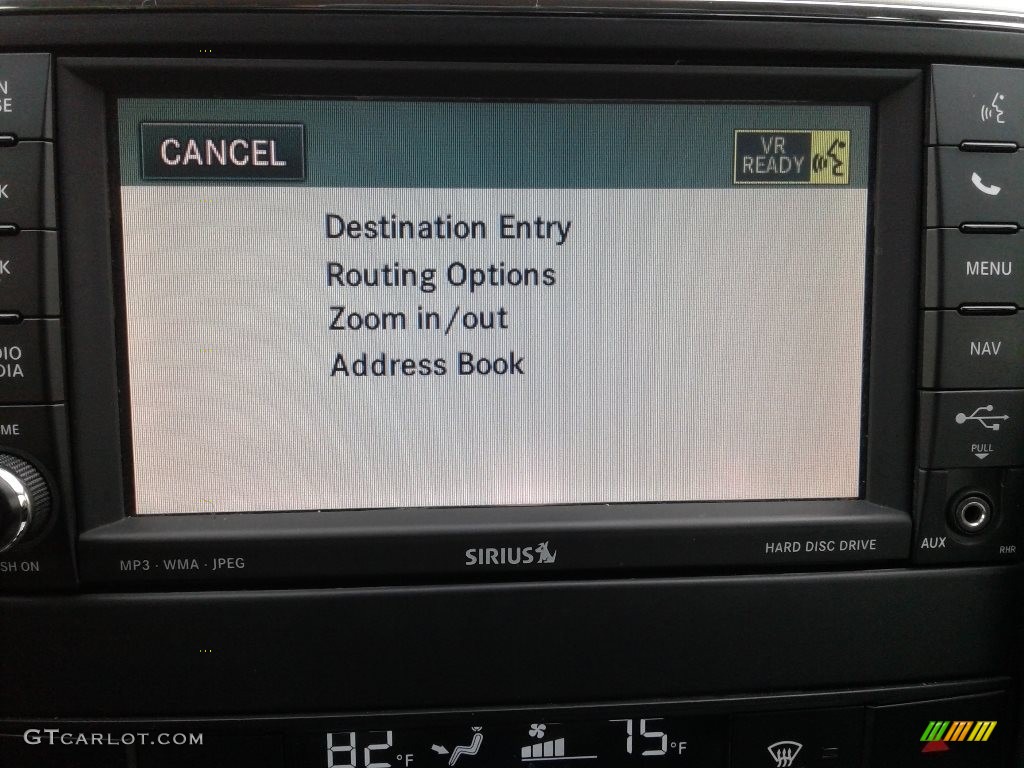 CANCEL
VR
READY
Destination Entry
Routing Options
Zoom in/out
Address Book
MENU
NAV
PULL
AUX
RHR
MP3 · WMA · JPEG
SIRIUS
HARD DISC DRIVE
GTCARLOT.COM
82°F
75°F